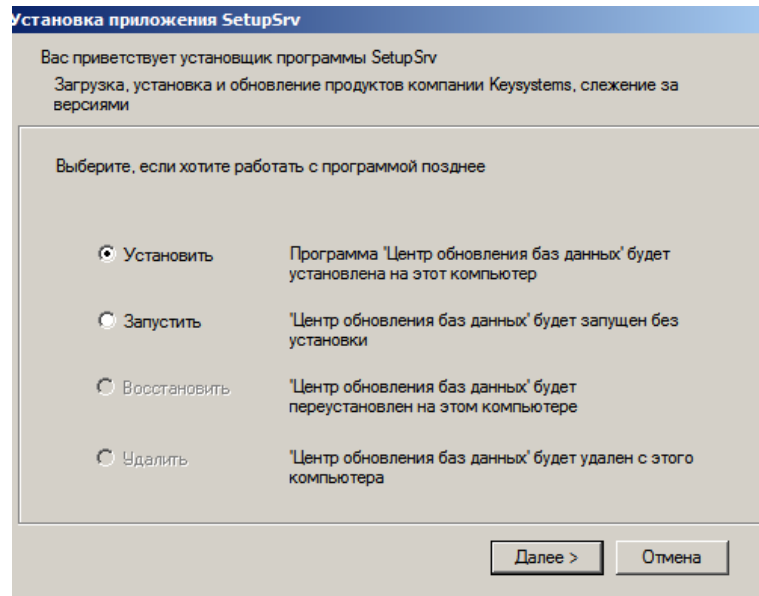 Установка приложения SetupSrv
Вас приветствует установщик программы SetupSrv
Загрузка, установка и обновление продуктов компании Keysystems, слежение за
версиями
Выберите, если хотите работать с программой позднее
Установить
Программа 'Центр обновления баз данных' будет
установлена на этот компьютер
Запустить
'Центр обновления баз данных' будет запущен без
установки
Восстановить
'Центр обновления баз данных' будет
переустановлен на этом компьютере
Удалить
'Центр обновления баз данных' будет удален с этого
компьютера
Далее >
Отмена